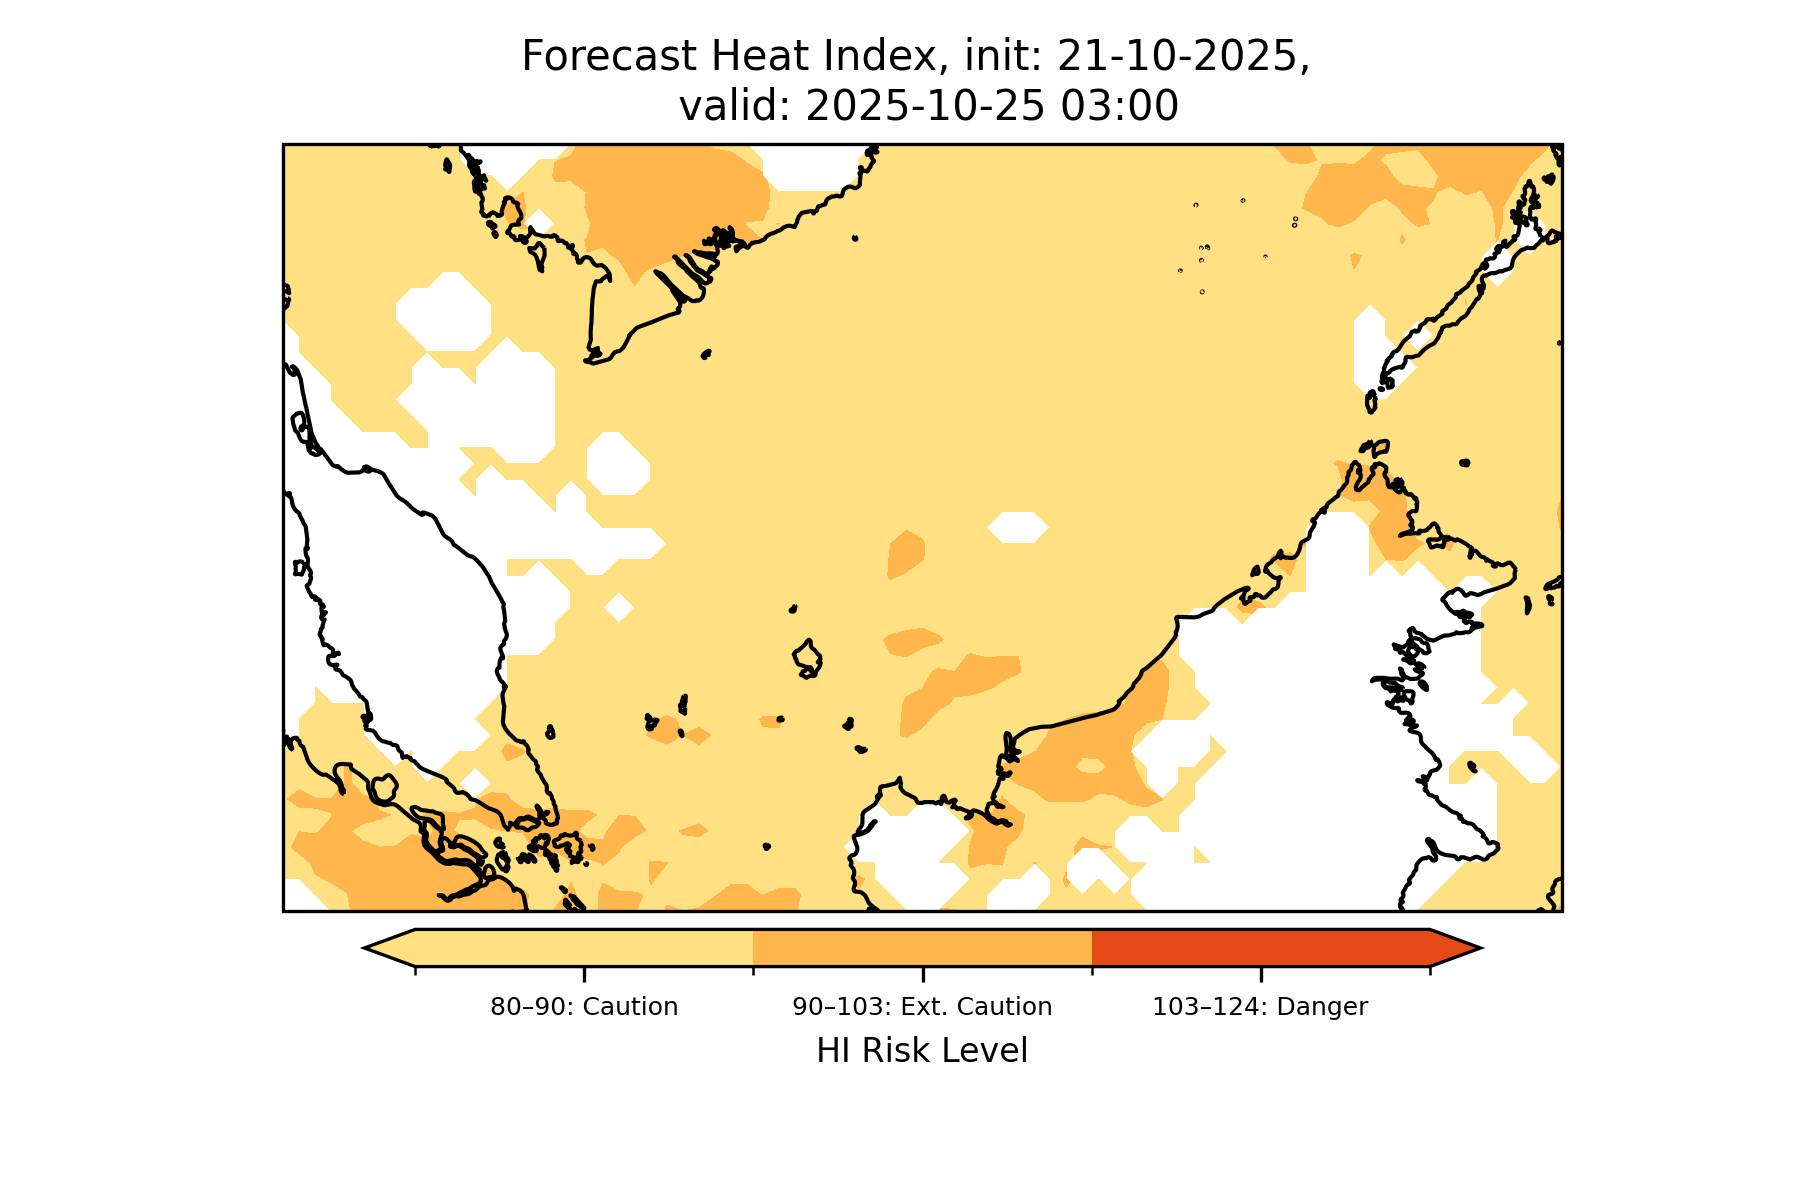 Forecast Heat Index, init: 21-10-2025,
valid: 2025-10-25 03:00
80–90: Caution
90–103: Ext. Caution
103–124: Danger
HI Risk Level